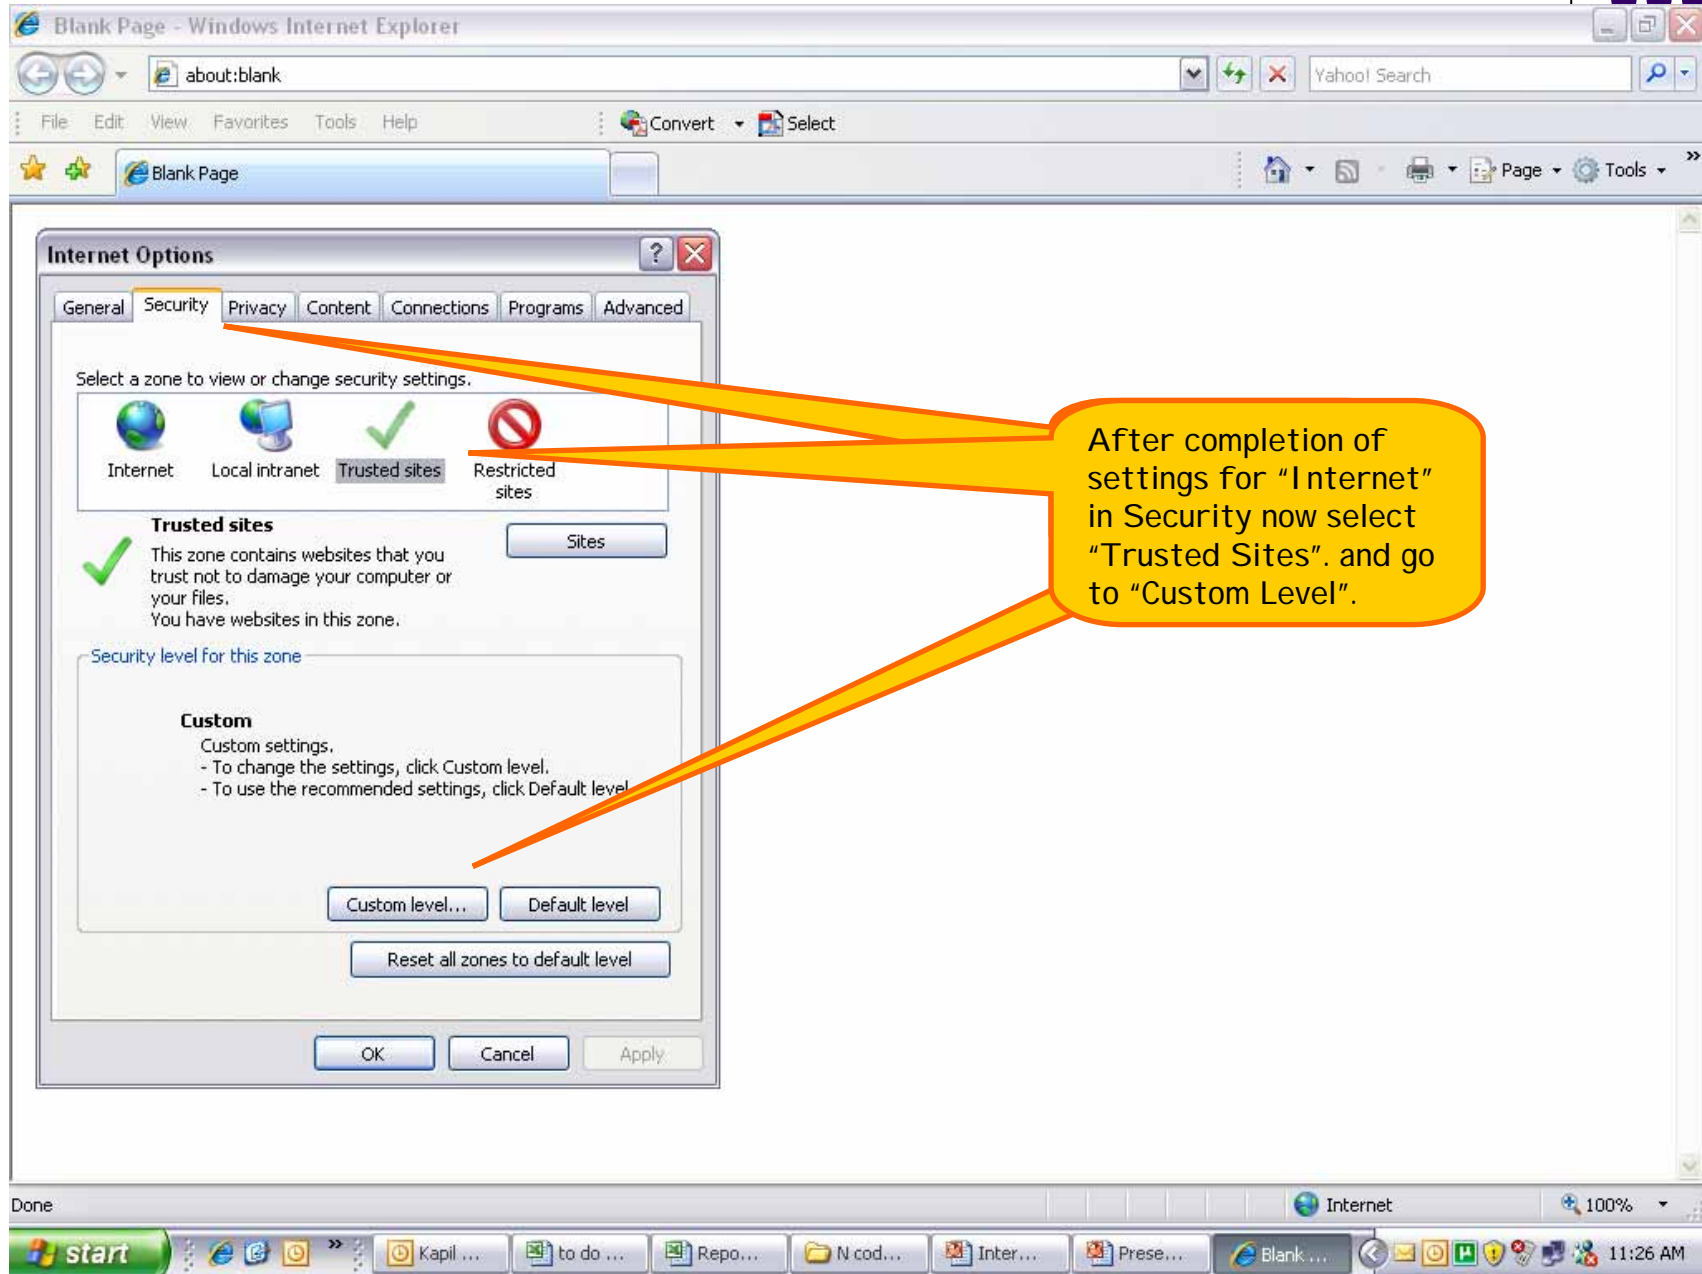 Blank Page - Windows Internet Explorer
about:blank
Yahoo! Search
File Edit View Favorites Tools Help
Convert Select
Blank Page
Page Tools »
Internet Options
General Security Privacy Content Connections Programs Advanced
Select a zone to view or change security settings.
Internet Local intranet Trusted sites Restricted
sites
Trusted sites
Sites
This zone contains websites that you
trust not to damage your computer or
your files.
You have websites in this zone.
Security level for this zone
Custom
Custom settings.
- To change the settings, click Custom level.
- To use the recommended settings, click Default level
Custom level... Default level
Reset all zones to default level
OK Cancel Apply
After completion of
settings for “Internet”
in Security now select
“Trusted Sites”. and go
to “Custom Level”.
Done
Internet
100%
start » Kapil ... to do ... Repo... N cod... Inter... Prese... Blank ... 11:26 AM